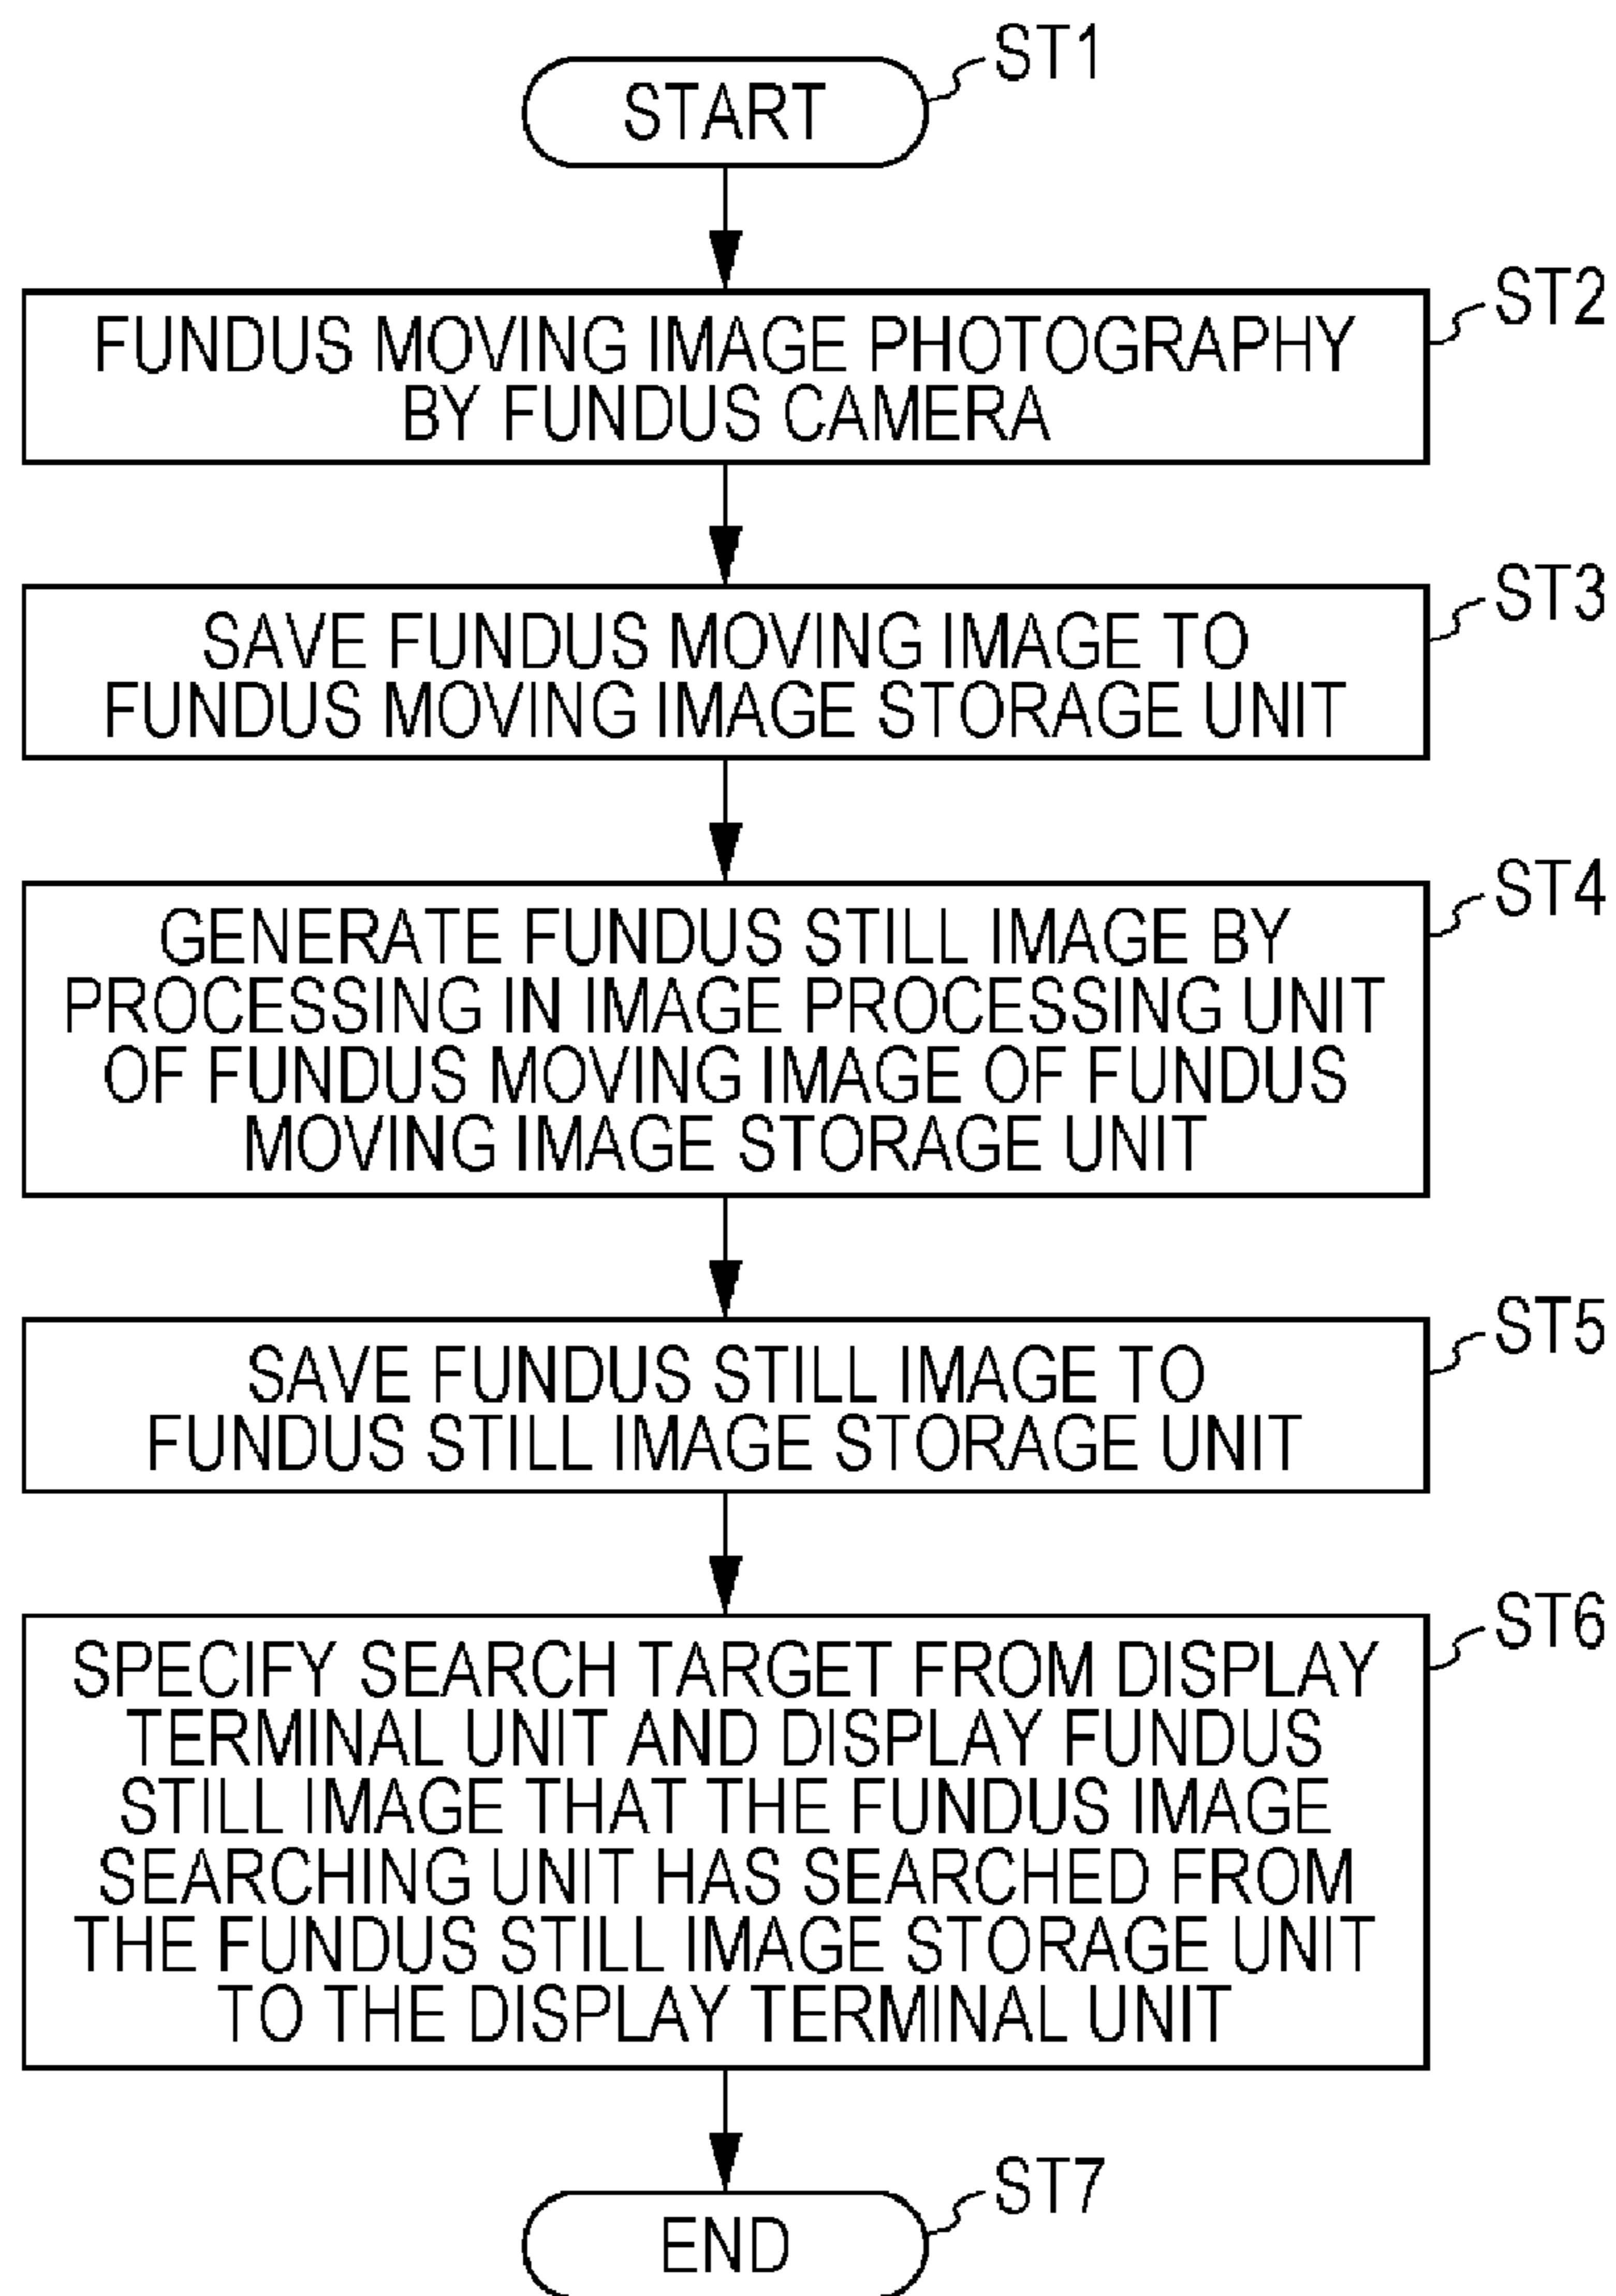 ST1
START
ST2
FUNDUS MOVING IMAGE PHOTOGRAPHY
BY FUNDUS CAMERA
ST3
SAVE FUNDUS MOVING IMAGE TO
FUNDUS MOVING IMAGE STORAGE UNIT
ST4
GENERATE FUNDUS STILL IMAGE BY
PROCESSING IN IMAGE PROCESSING UNIT
OF FUNDUS MOVING IMAGE OF FUNDUS
MOVING IMAGE STORAGE UNIT
ST5
SAVE FUNDUS STILL IMAGE TO
FUNDUS STILL IMAGE STORAGE UNIT
ST6
SPECIFY SEARCH TARGET FROM DISPLAY
TERMINAL UNIT AND DISPLAY FUNDUS
STILL IMAGE THAT THE FUNDUS IMAGE
SEARCHING UNIT HAS SEARCHED FROM
THE FUNDUS STILL IMAGE STORAGE UNIT
TO THE DISPLAY TERMINAL UNIT
ST7
END